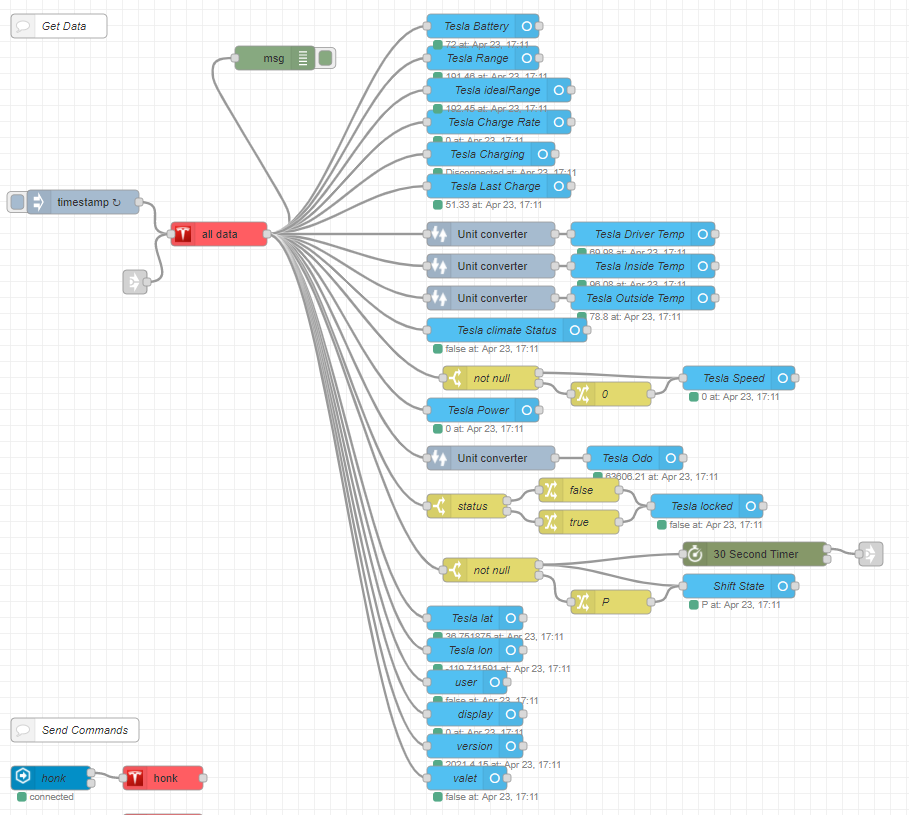 Get Data
Tesla Battery
72 at: Apr 23, 17:11
msg
Tesla Range
191.46 at: Apr 23, 17:11
Tesla idealRange
192.45 at: Apr 23, 17:11
Tesla Charge Rate
0 at: Apr 23, 17:11
Tesla Charging
Disconnected at: Apr 23, 17:11
Tesla Last Charge
51.33 at: Apr 23, 17:11
timestamp ↻
all data
Unit converter
Tesla Driver Temp
69.98 at: Apr 23, 17:11
Unit converter
Tesla Inside Temp
96.08 at: Apr 23, 17:11
Unit converter
Tesla Outside Temp
78.8 at: Apr 23, 17:11
Tesla climate Status
false at: Apr 23, 17:11
not null
Tesla Speed
0
0 at: Apr 23, 17:11
Tesla Power
0 at: Apr 23, 17:11
Unit converter
Tesla Odo
63606.21 at: Apr 23, 17:11
status
false
true
Tesla locked
false at: Apr 23, 17:11
30 Second Timer
not null
Shift State
P
P at: Apr 23, 17:11
Tesla lat
36.751875 at: Apr 23, 17:11
Tesla lon
-119.711591 at: Apr 23, 17:11
user
false at: Apr 23, 17:11
display
0 at: Apr 23, 17:11
Send Commands
version
2021.4.15 at: Apr 23, 17:11
honk
connected
honk
valet
false at: Apr 23, 17:11